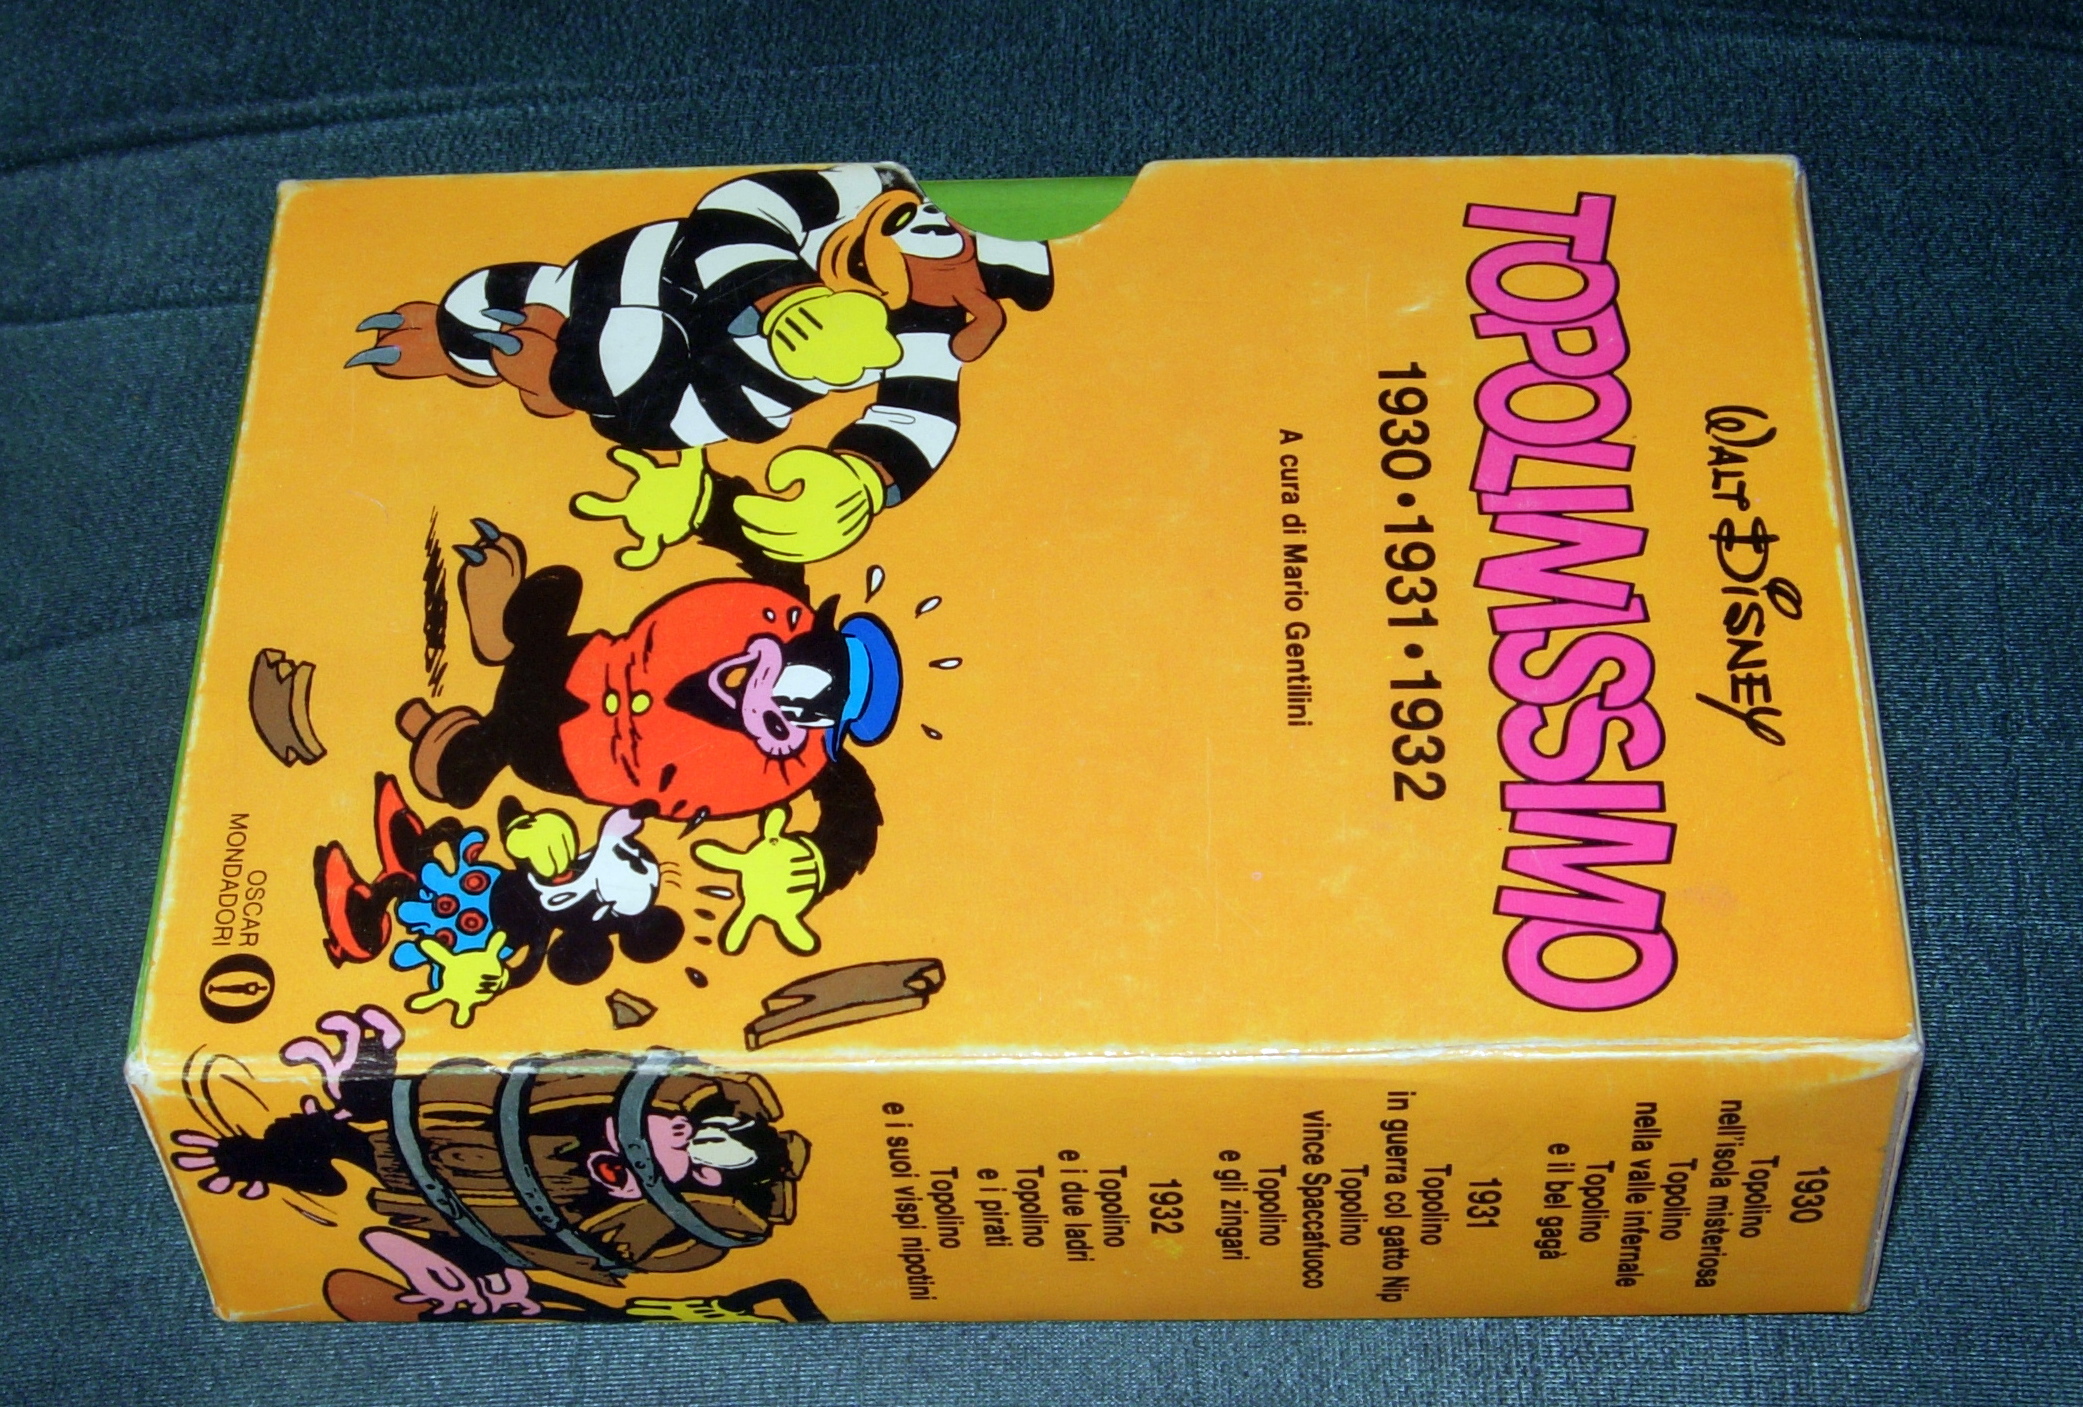 WALT DISNEY
TOPOLINISSIMO
1930•1931•1932
A cura di Mario Gentilini
OSCAR
MONDADORI
1930
Topolino
nell'isola misteriosa
Topolino
nella valle infernale
Topolino
e il bel gagà
1931
Topolino
in guerra col gatto Nip
Topolino
vince Spaccafuoco
Topolino
e gli zingari
1932
Topolino
e i due ladri
Topolino
e i pirati
Topolino
e i suoi vispi nipotini